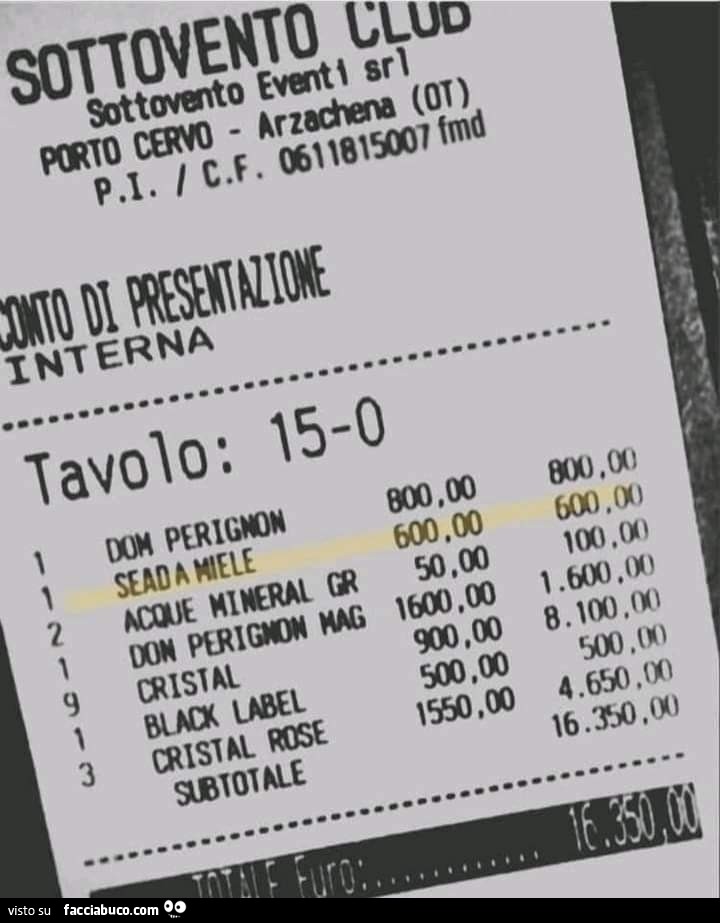 SOTTOVENTO CLUB
Sottovento Eventi srl
PORTO CERVO - Arzachena (OT)
P.I. / C.F. 0611815007 fmd
CONTO DI PRESENTAZIONE
INTERNA
Tavolo: 15-0
1 DOM PERIGNON 800,00 800,00
1 SEADA MIELE 600,00 600,00
2 ACQUE MINERAL GR 50,00 100,00
1 DON PERIGNON MAG 1600,00 1.600,00
9 CRISTAL 900,00 8.100,00
1 BLACK LABEL 500,00 500,00
3 CRISTAL ROSE 1550,00 4.650,00
SUBTOTALE 16.350,00
TOTALE Euro:............. 16.350,00
visto su facciabuco.com